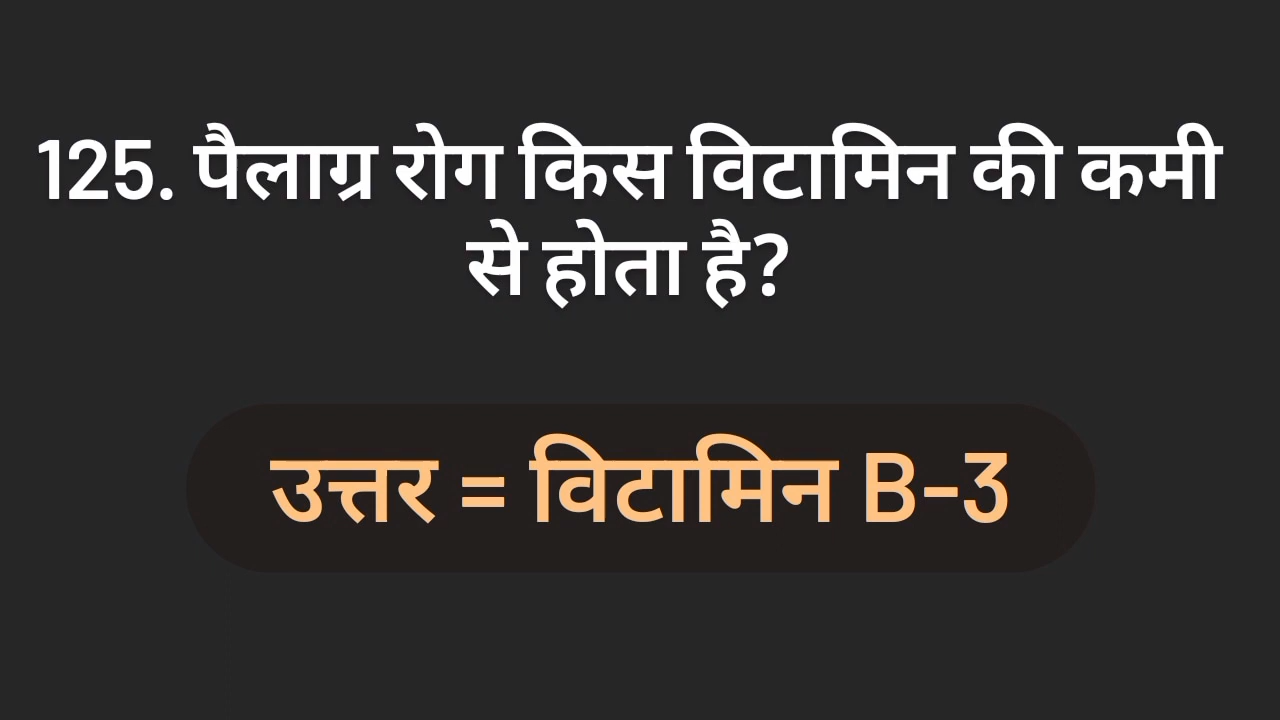 125. पैलाग्र रोग किस विटामिन की कमी
से होता है?
उत्तर = विटामिन B-3